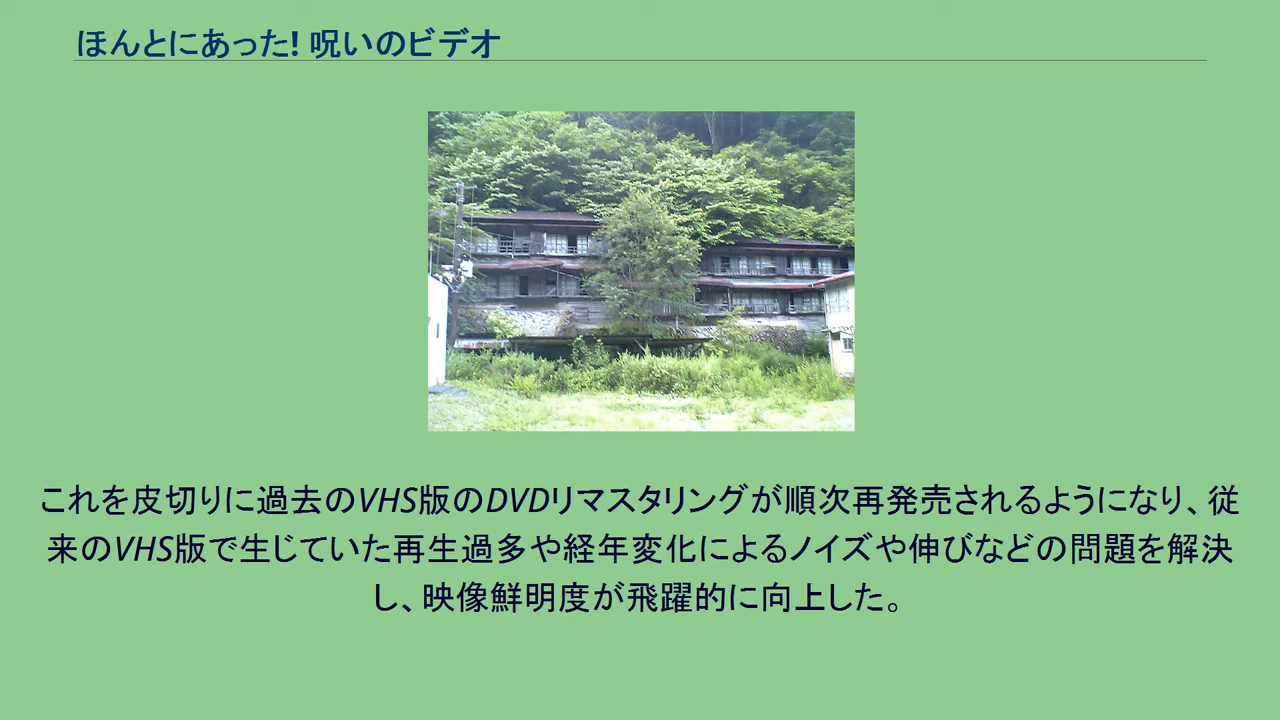 ほんとにあった! 呪いのビデオ
これを皮切りに過去のVHS版のDVDリマスタリングが順次再発売されるようになり、従
来のVHS版で生じていた再生過多や経年変化によるノイズや伸びなどの問題を解決
し、映像鮮明度が飛躍的に向上した。